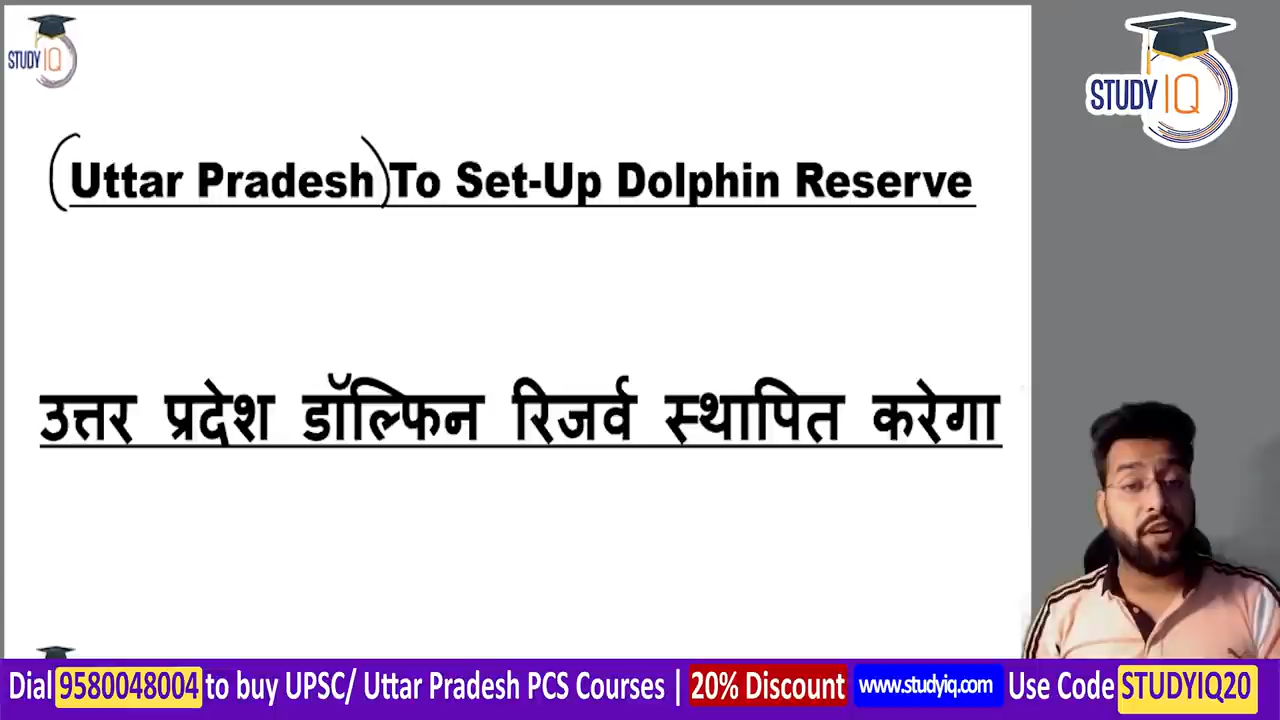 STUDY IQ
STUDY IQ
Uttar Pradesh To Set-Up Dolphin Reserve
उत्तर प्रदेश डॉल्फिन रिजर्व स्थापित करेगा
Dial 9580048004 to buy UPSC/ Uttar Pradesh PCS Courses | 20% Discount www.studyiq.com Use Code STUDYIQ20